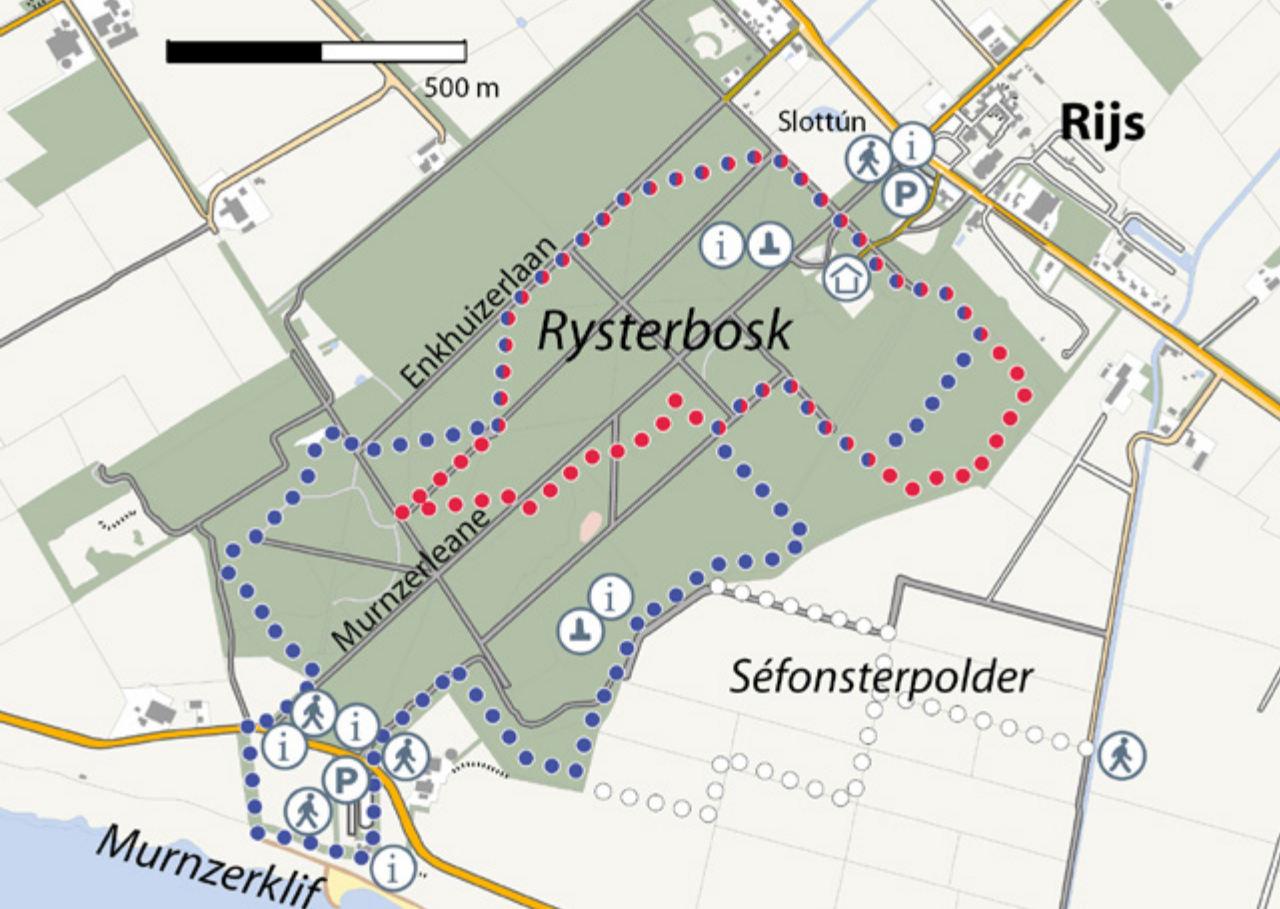 500 m
Slottún
Rijs
i
P
i
Enkhuizerlaan
Rysterbosk
Murnzerleane
i
Séfonsterpolder
i
i
P
Murnzerklif
i